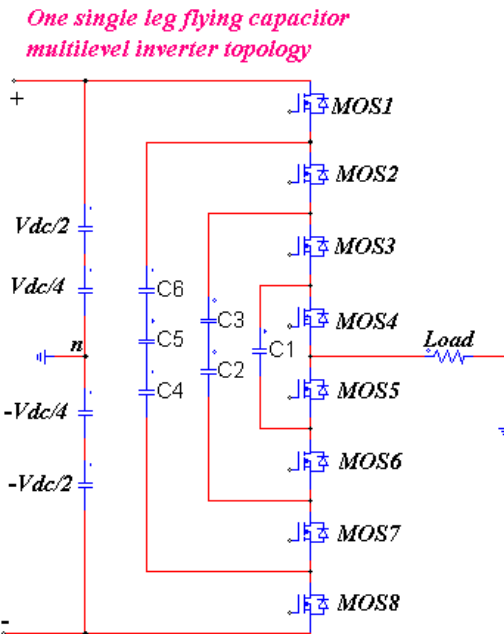 One single leg flying capacitor
multilevel inverter topology
+
MOS1
MOS2
Vdc/2
MOS3
Vdc/4
C6
C3
MOS4
C5
C1
Load
n
C2
C4
MOS5
-Vdc/4
MOS6
-Vdc/2
MOS7
MOS8
-